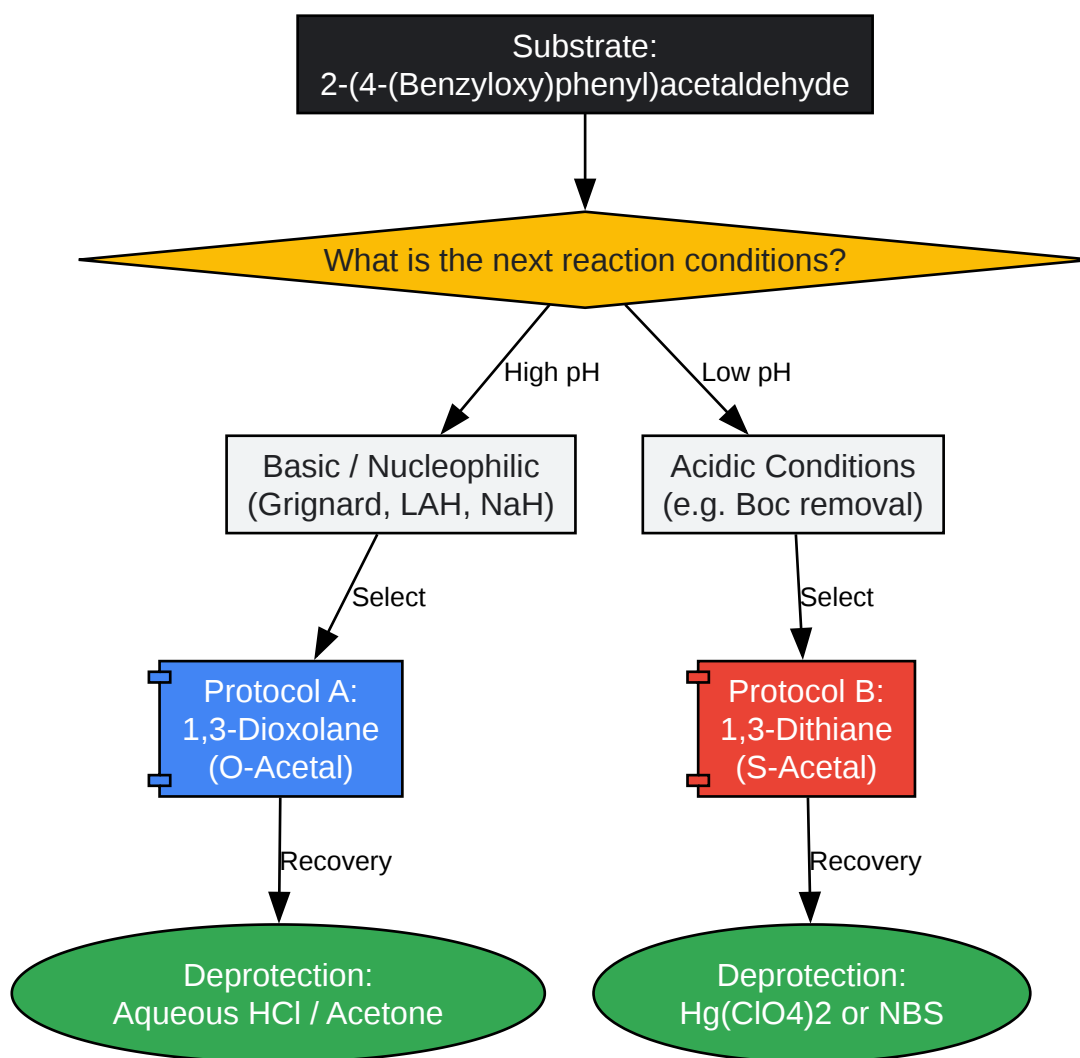 Substrate:
2-(4-(Benzyloxy)phenyl)acetaldehyde
What is the next reaction conditions?
High pH
Low pH
Basic / Nucleophilic
(Grignard, LAH, NaH)
Acidic Conditions
(e.g. Boc removal)
Select
Select
Protocol A:
1,3-Dioxolane
(O-Acetal)
Protocol B:
1,3-Dithiane
(S-Acetal)
Recovery
Recovery
Deprotection:
Aqueous HCl / Acetone
Deprotection:
Hg(ClO4)2 or NBS